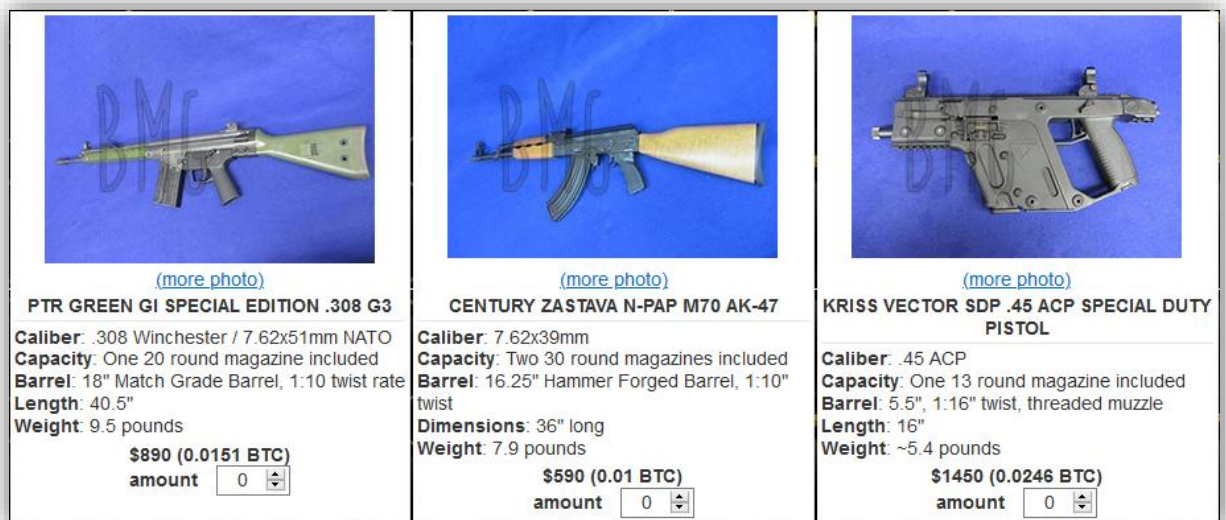 BMG
(more photo)
PTR GREEN GI SPECIAL EDITION .308 G3
Caliber: .308 Winchester / 7.62x51mm NATO
Capacity: One 20 round magazine included
Barrel: 18" Match Grade Barrel, 1:10 twist rate
Length: 40.5"
Weight: 9.5 pounds
$890 (0.0151 BTC)
amount 0
BMG
(more photo)
CENTURY ZASTAVA N-PAP M70 AK-47
Caliber: 7.62x39mm
Capacity: Two 30 round magazines included
Barrel: 16.25" Hammer Forged Barrel, 1:10"
twist
Dimensions: 36" long
Weight: 7.9 pounds
$590 (0.01 BTC)
amount 0
BMG
(more photo)
KRISS VECTOR SDP .45 ACP SPECIAL DUTY
PISTOL
Caliber: .45 ACP
Capacity: One 13 round magazine included
Barrel: 5.5", 1:16" twist, threaded muzzle
Length: 16"
Weight: ~5.4 pounds
$1450 (0.0246 BTC)
amount 0